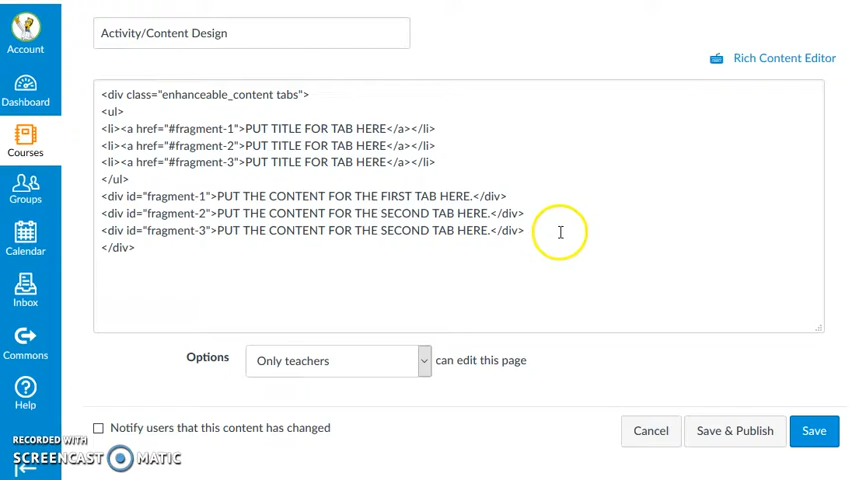 Activity/Content Design
Account
Rich Content Editor
Dashboard
<div class="enhanceable_content tabs">
<ul>
<li><a href="#fragment-1">PUT TITLE FOR TAB HERE</a></li>
<li><a href="#fragment-2">PUT TITLE FOR TAB HERE</a></li>
<li><a href="#fragment-3">PUT TITLE FOR TAB HERE</a></li>
</ul>
<div id="fragment-1">PUT THE CONTENT FOR THE FIRST TAB HERE.</div>
<div id="fragment-2">PUT THE CONTENT FOR THE SECOND TAB HERE.</div>
<div id="fragment-3">PUT THE CONTENT FOR THE SECOND TAB HERE.</div>
</div>
Courses
Groups
Calendar
Inbox
Commons
Help
Options Only teachers can edit this page
Notify users that this content has changed
Cancel Save & Publish Save
RECORDED WITH
SCREENCAST MATIC